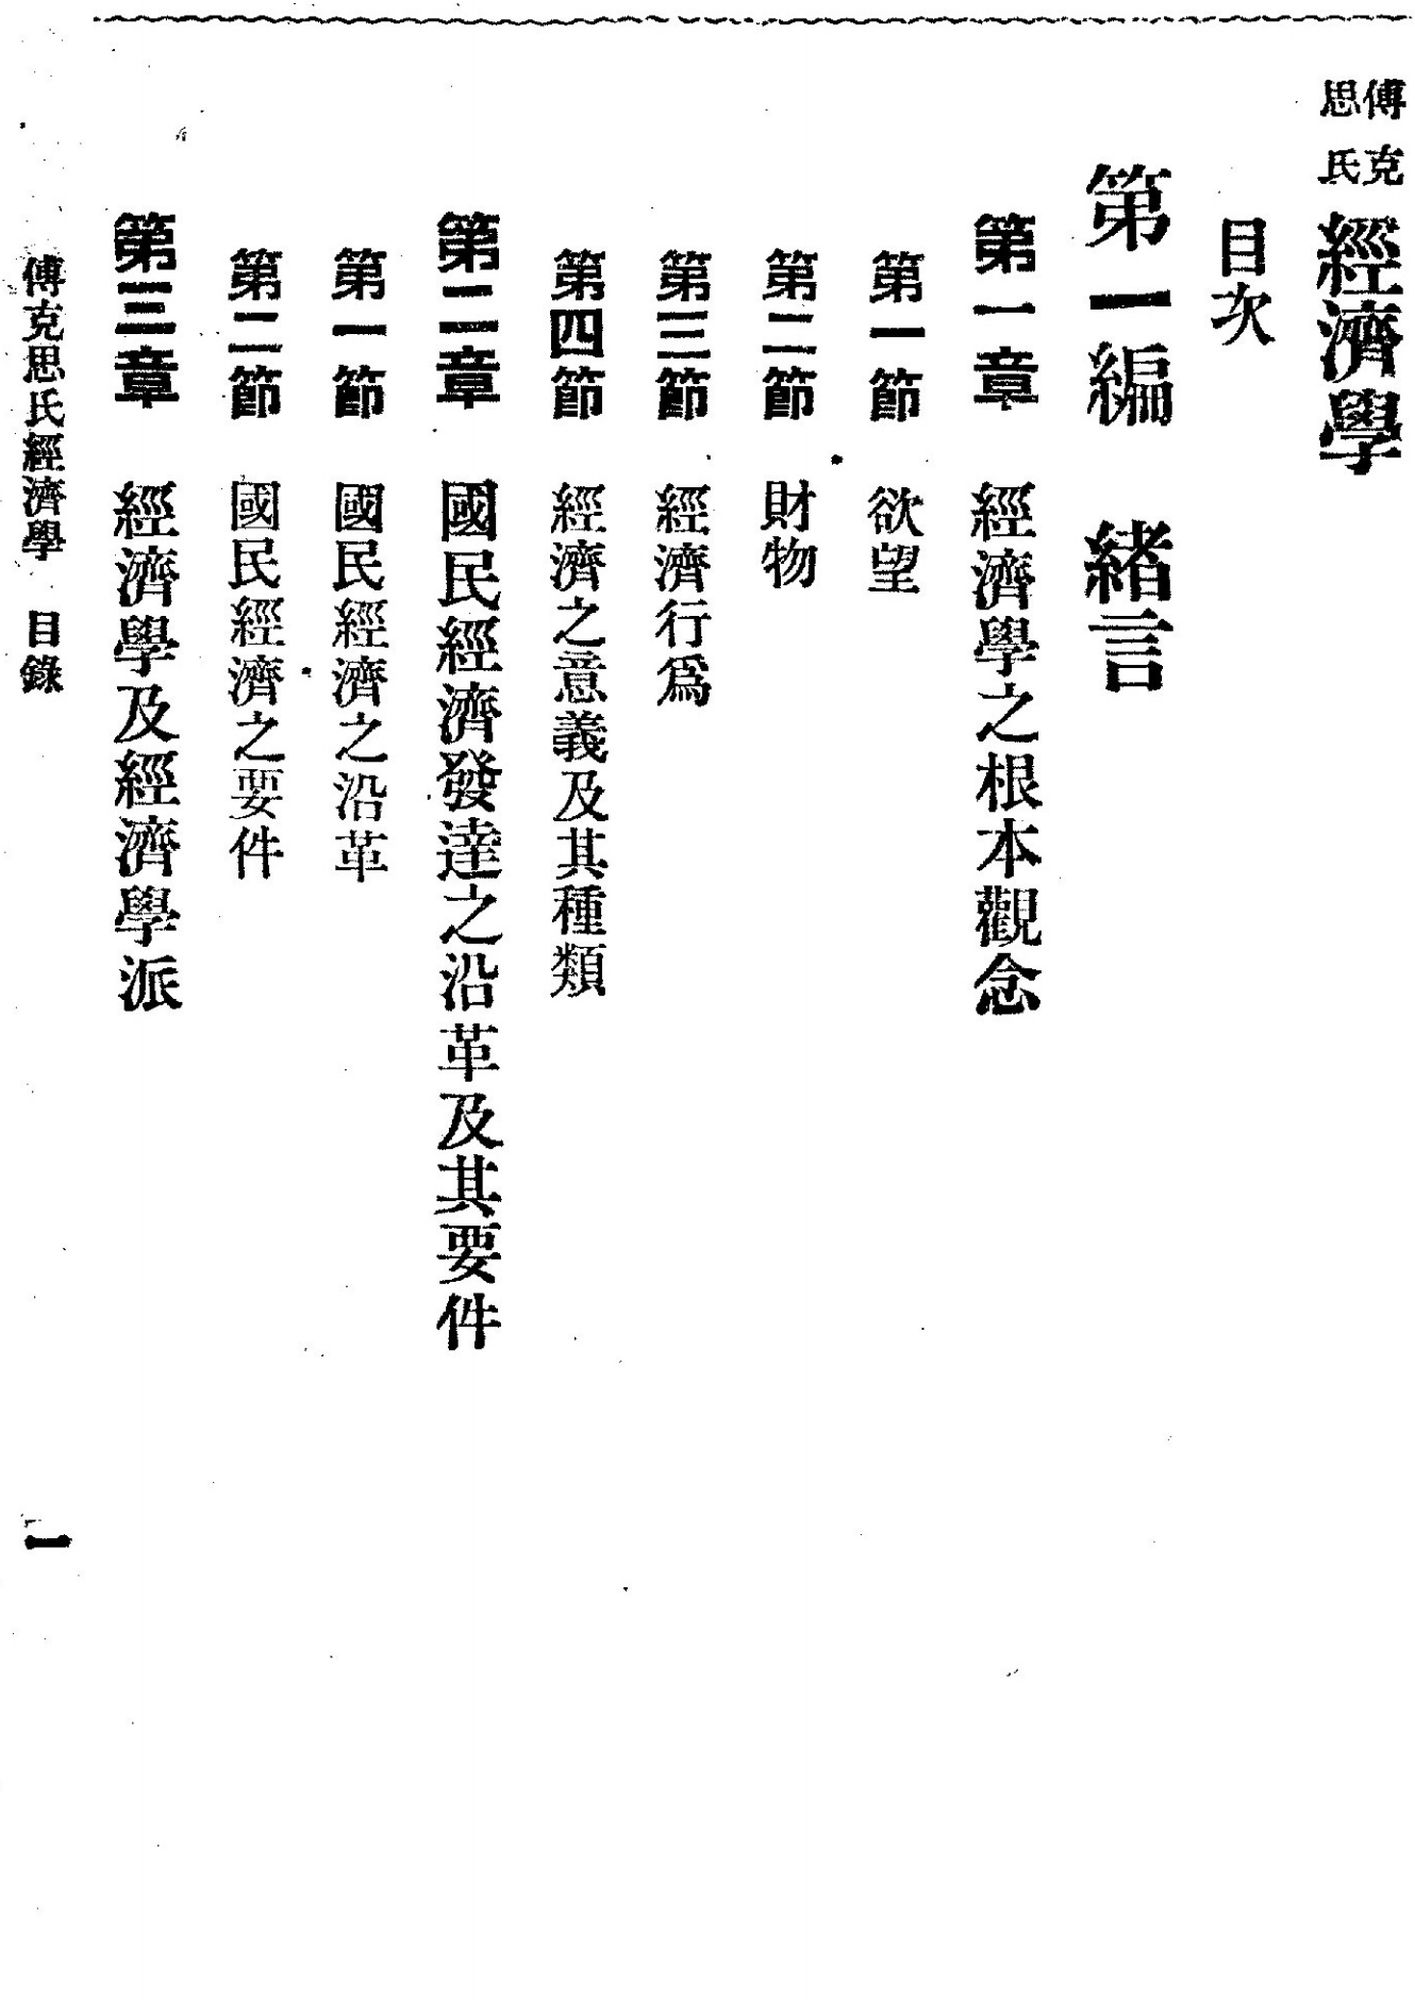 傅克思氏經濟學
目次
第一編 緒言
第一章 經濟學之根本觀念
第一節 欲望
第二節 財物
第三節 經濟行爲
第四節 經濟之意義及其種類
第二章 國民經濟發達之沿革及其要件
第一節 國民經濟之沿革
第二節 國民經濟之要件
第三章 經濟學及經濟學派
傅克思氏經濟學 目錄 一